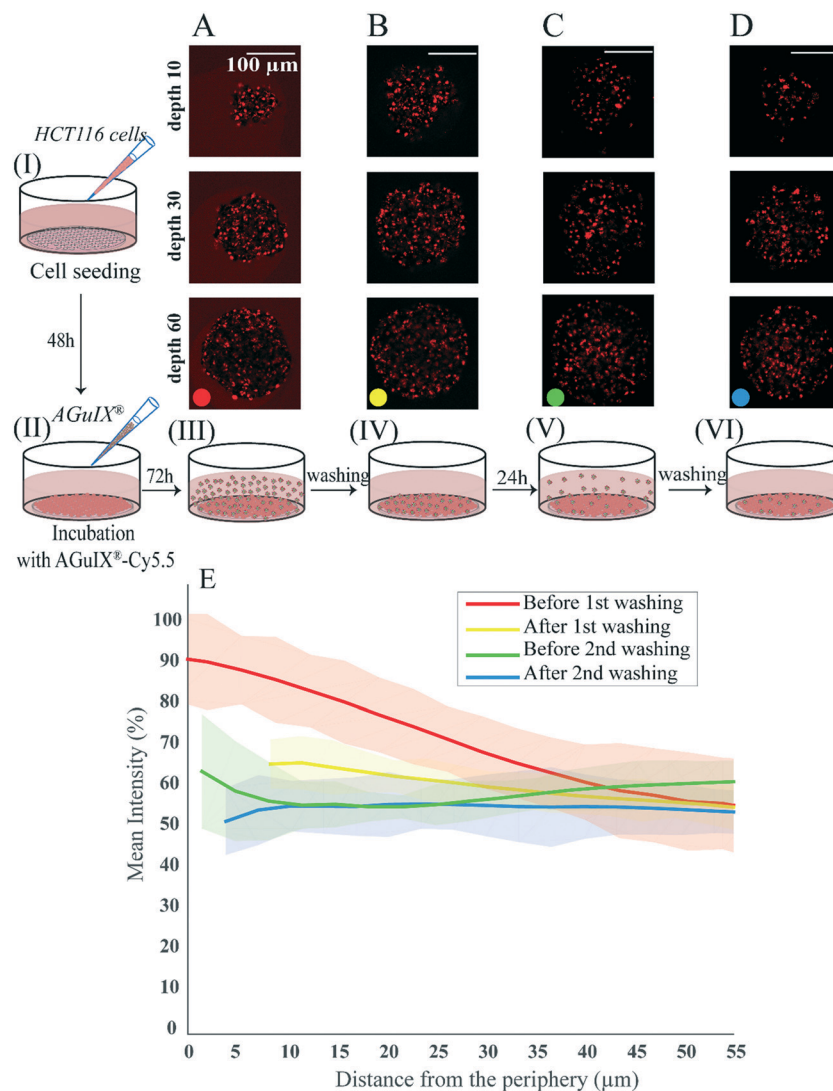 A
B
C
D
100 µm
depth 10
HCT116 cells
(I)
depth 30
Cell seeding
depth 60
48h
AGuIX®
(II)
(III)
(IV)
(V)
(VI)
72h
washing
24h
washing
Incubation
with AGuIX®-Cy5.5
E
Before 1st washing
After 1st washing
Before 2nd washing
After 2nd washing
Mean Intensity (%)
100
90
80
70
60
50
40
30
20
10
0 5 10 15 20 25 30 35 40 45 50 55
Distance from the periphery (µm)